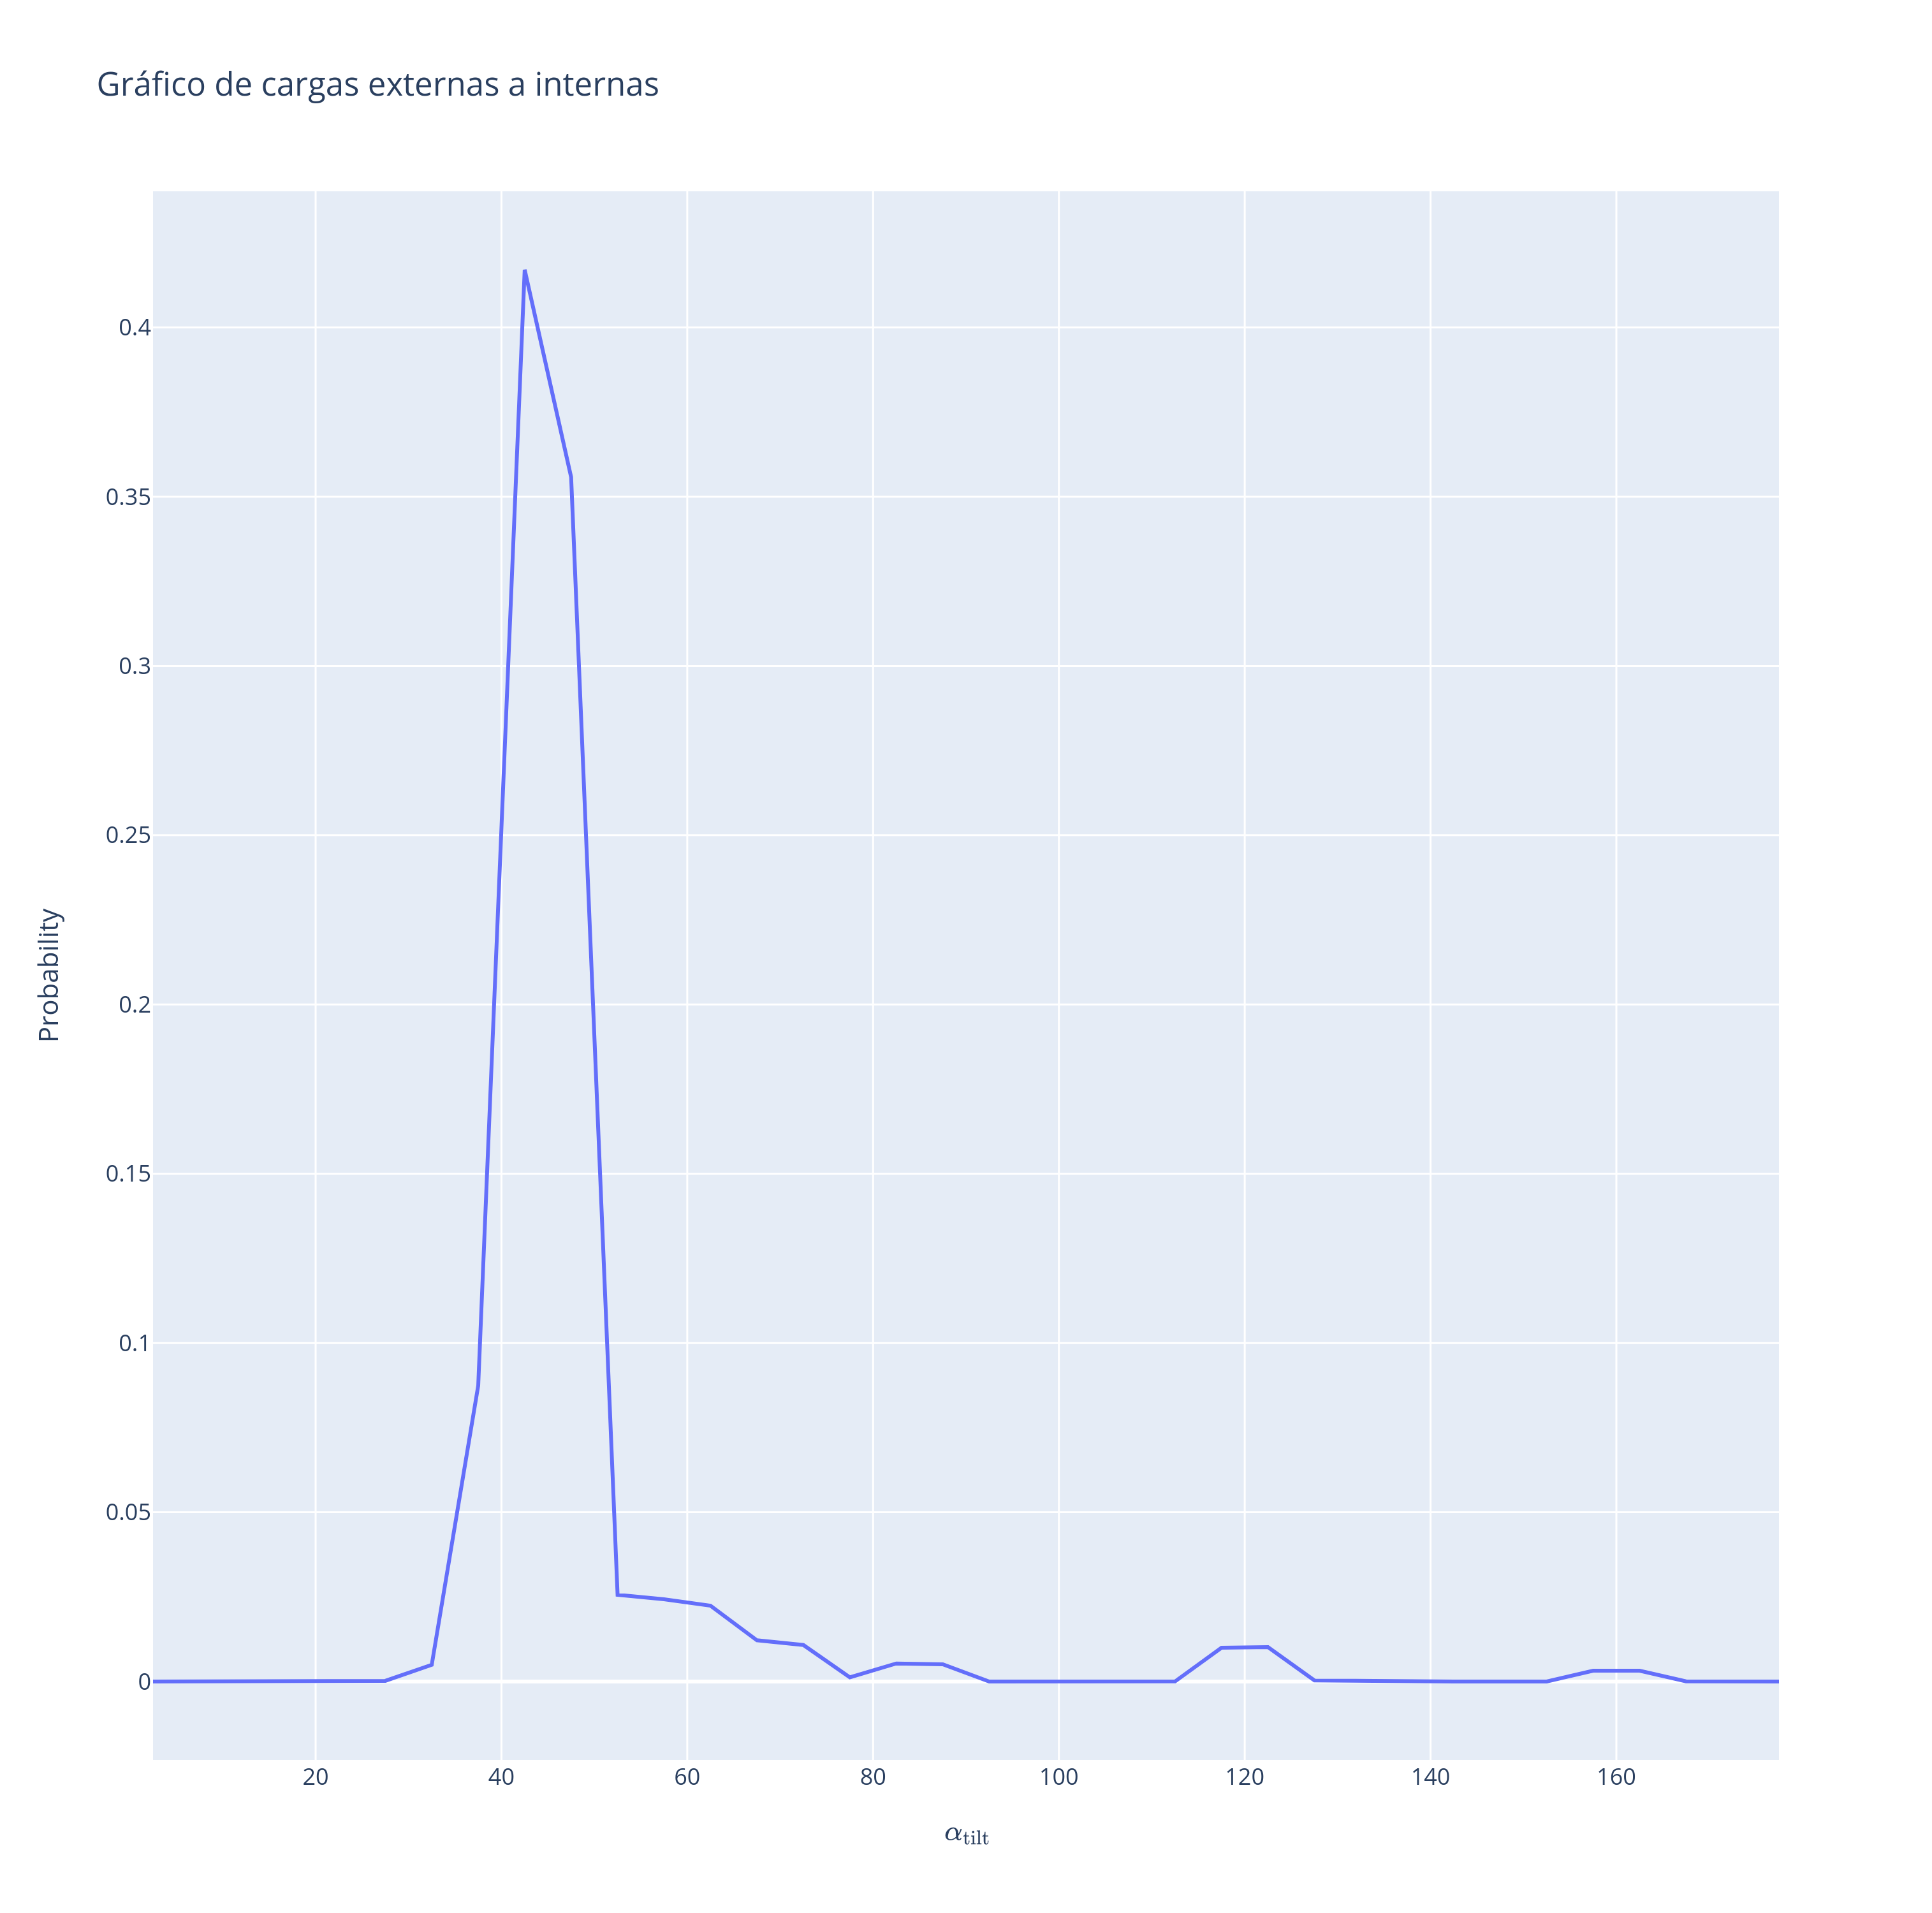 Gráfico de cargas externas a internas
0.4
0.35
0.3
0.25
0.2
0.15
0.1
0.05
0
Probability
20 40 60 80 100 120 140 160
α_tilt